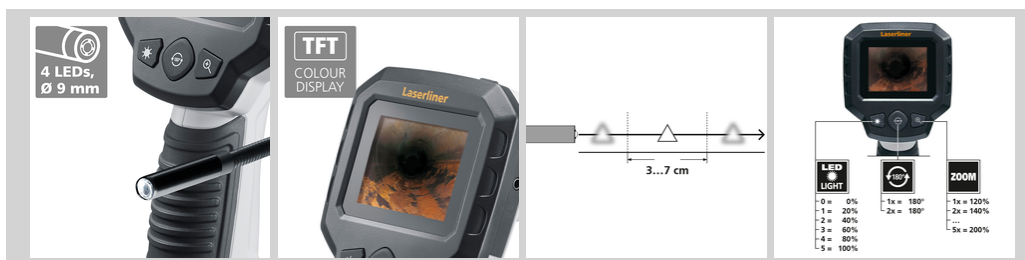 4 LEDs,
Ø 9 mm
180°
TFT
COLOUR
DISPLAY
Laserliner
3...7 cm
Laserliner
LED
LIGHT
0 = 0%
1 = 20%
2 = 40%
3 = 60%
4 = 80%
5 = 100%
180°
1x = 180°
2x = 180°
ZOOM
1x = 120%
2x = 140%
...
5x = 200%